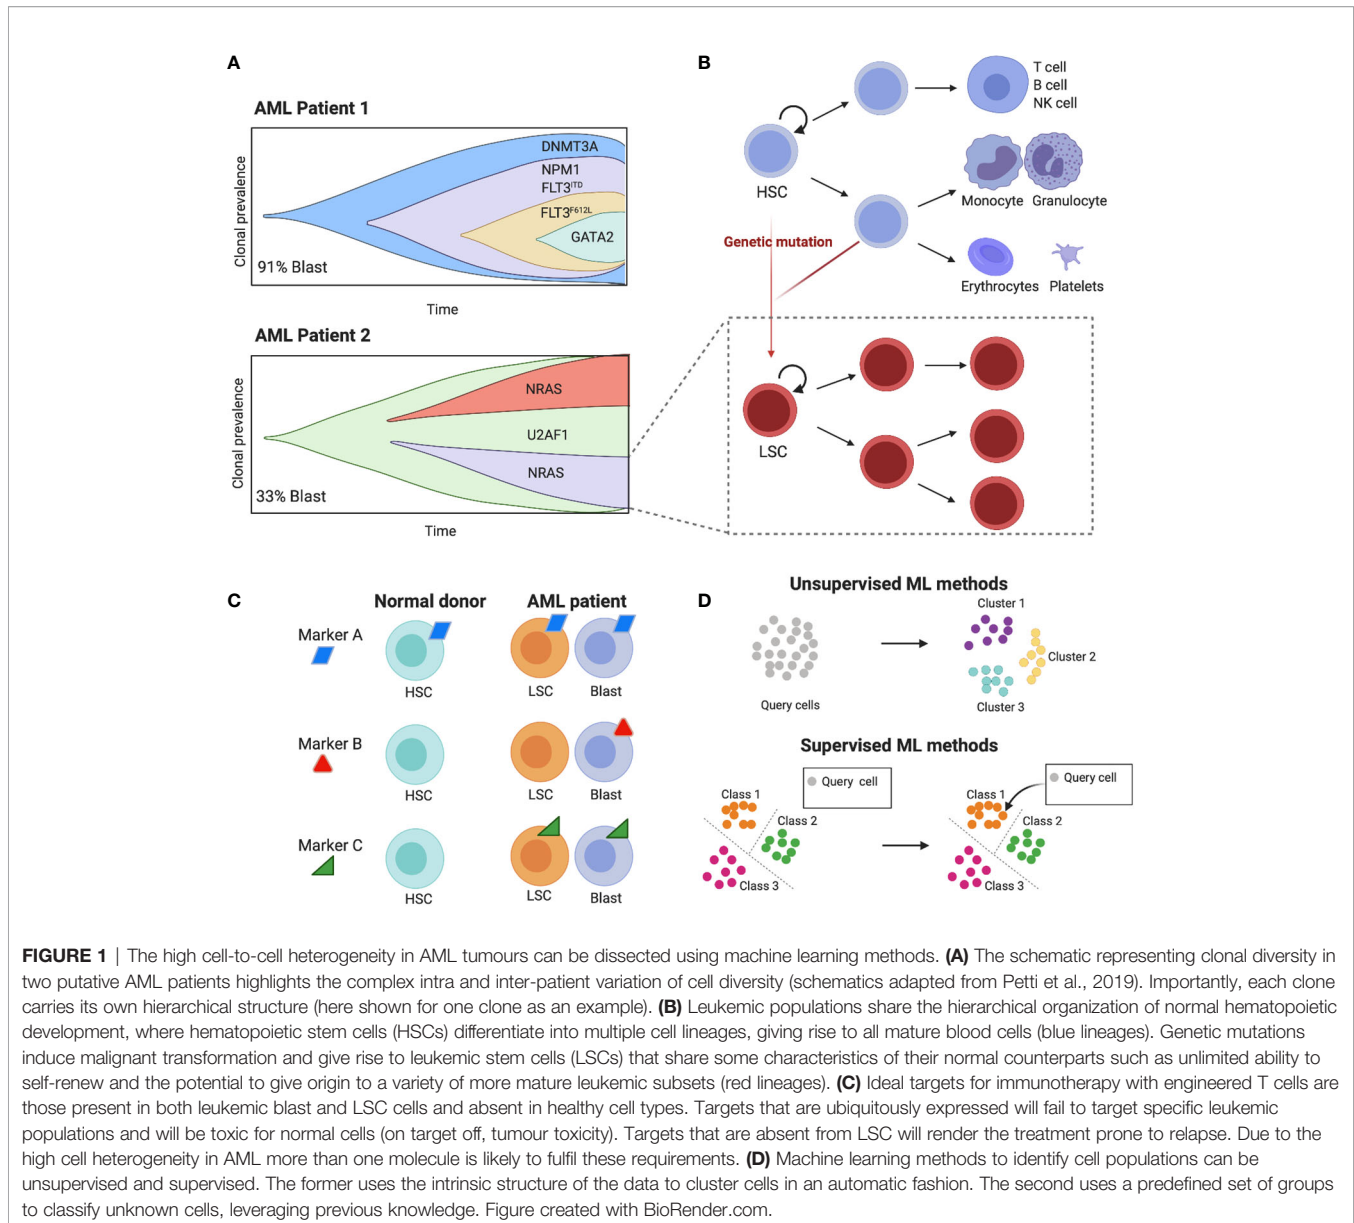 A
AML Patient 1
Clonal prevalence
DNMT3A
NPM1
FLT3ITD
FLT3F612L
GATA2
91% Blast
Time
AML Patient 2
Clonal prevalence
NRAS
U2AF1
NRAS
33% Blast
Time
B
T cell
B cell
NK cell
HSC
Monocyte Granulocyte
Genetic mutation
Erythrocytes Platelets
LSC
C
Normal donor AML patient
Marker A
HSC LSC Blast
Marker B
HSC LSC Blast
Marker C
HSC LSC Blast
D
Unsupervised ML methods
Cluster 1
Cluster 2
Cluster 3
Query cells
Supervised ML methods
Query cell
Class 1
Class 2
Class 3
Query cell
Class 1
Class 2
Class 3
FIGURE 1 | The high cell-to-cell heterogeneity in AML tumours can be dissected using machine learning methods. (A) The schematic representing clonal diversity in
two putative AML patients highlights the complex intra and inter-patient variation of cell diversity (schematics adapted from Petti et al., 2019). Importantly, each clone
carries its own hierarchical structure (here shown for one clone as an example). (B) Leukemic populations share the hierarchical organization of normal hematopoietic
development, where hematopoietic stem cells (HSCs) differentiate into multiple cell lineages, giving rise to all mature blood cells (blue lineages). Genetic mutations
induce malignant transformation and give rise to leukemic stem cells (LSCs) that share some characteristics of their normal counterparts such as unlimited ability to
self-renew and the potential to give origin to a variety of more mature leukemic subsets (red lineages). (C) Ideal targets for immunotherapy with engineered T cells are
those present in both leukemic blast and LSC cells and absent in healthy cell types. Targets that are ubiquitously expressed will fail to target specific leukemic
populations and will be toxic for normal cells (on target off, tumour toxicity). Targets that are absent from LSC will render the treatment prone to relapse. Due to the
high cell heterogeneity in AML more than one molecule is likely to fulfil these requirements. (D) Machine learning methods to identify cell populations can be
unsupervised and supervised. The former uses the intrinsic structure of the data to cluster cells in an automatic fashion. The second uses a predefined set of groups
to classify unknown cells, leveraging previous knowledge. Figure created with BioRender.com.